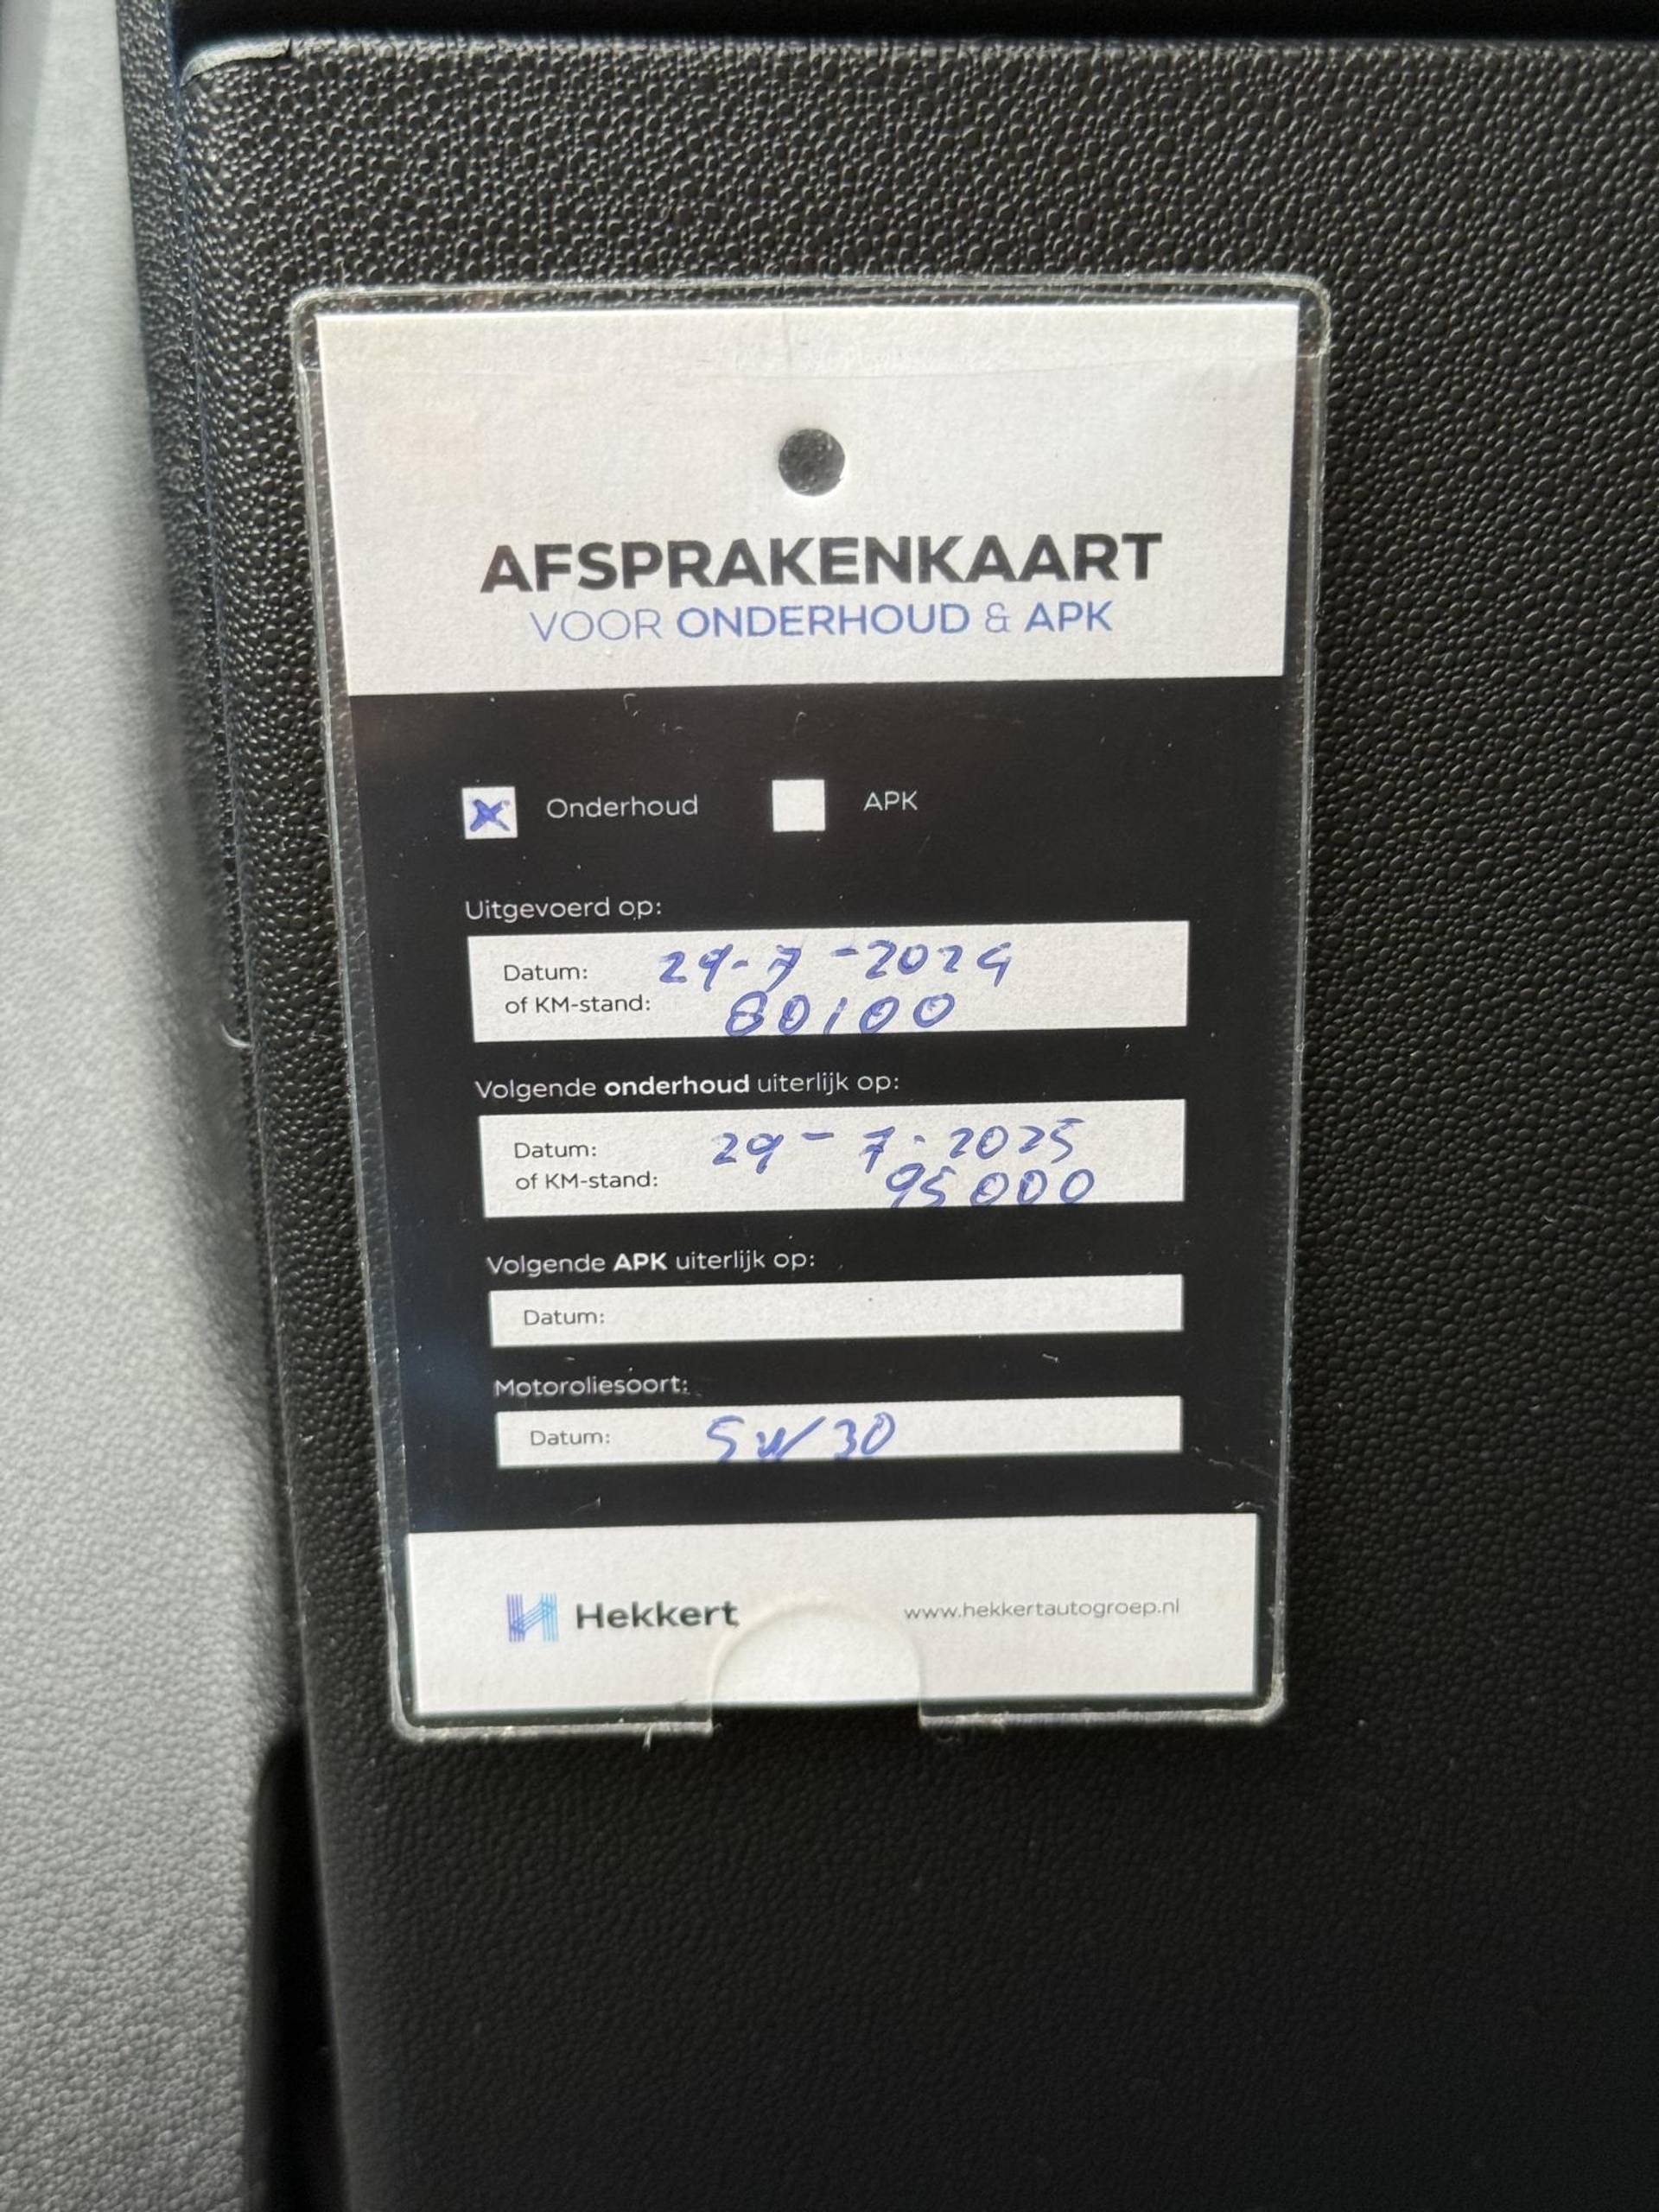 AFSPRAKENKAART
VOOR ONDERHOUD & APK
Onderhoud APK
Uitgevoerd op:
Datum: 29-7-2024
of KM-stand: 80100
Volgende onderhoud uiterlijk op:
Datum: 29-7-2025
of KM-stand: 95000
Volgende APK uiterlijk op:
Datum:
Motoroliesoort:
Datum: 5W30
Hekkert www.hekkertautogroep.nl